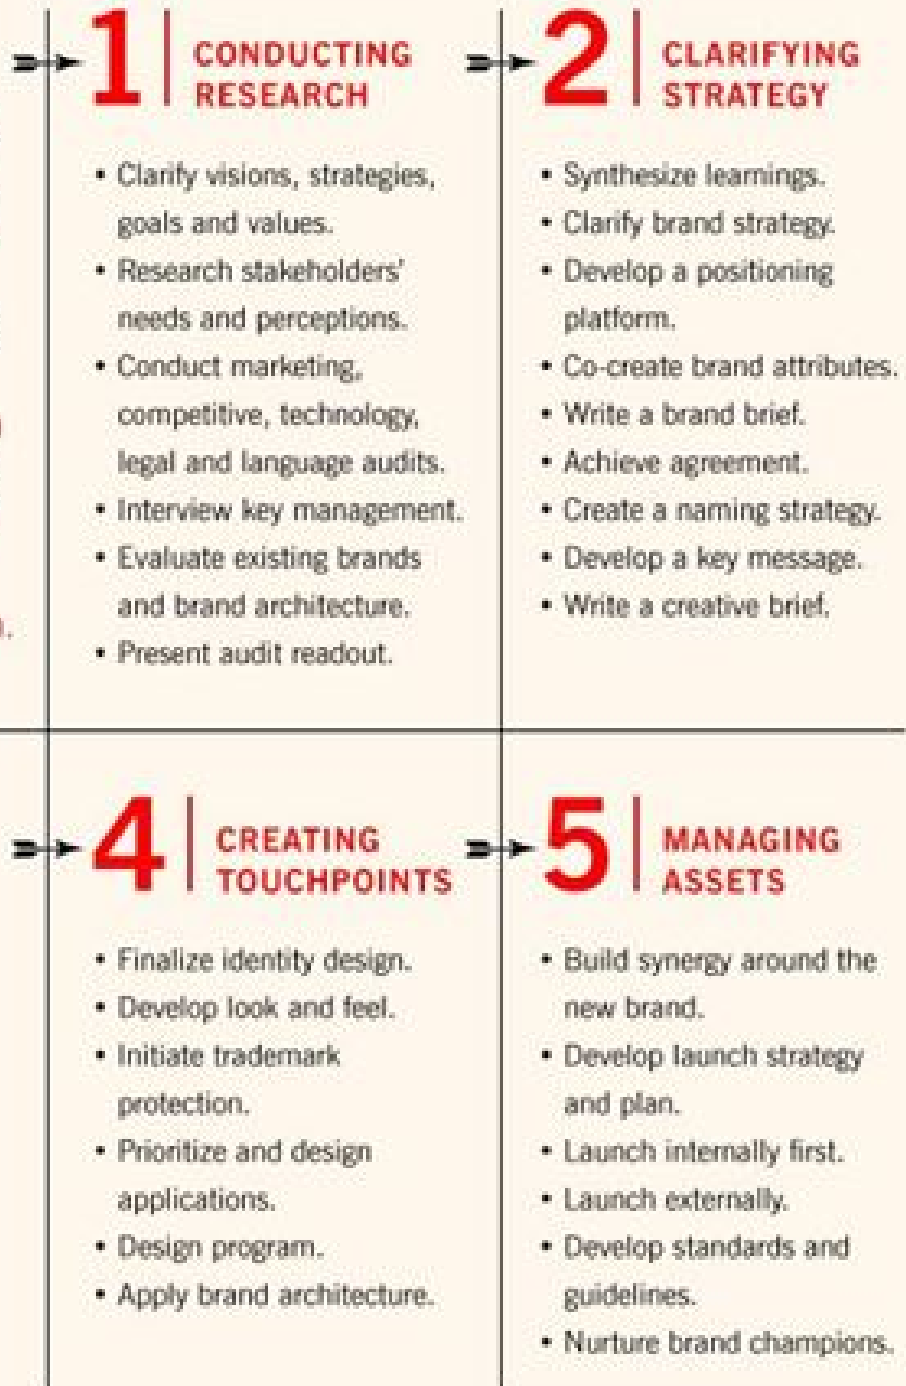 1
CONDUCTING
RESEARCH
• Clarify visions, strategies,
goals and values.
• Research stakeholders'
needs and perceptions.
• Conduct marketing,
competitive, technology,
legal and language audits.
• Interview key management.
• Evaluate existing brands
and brand architecture.
• Present audit readout.
2
CLARIFYING
STRATEGY
• Synthesize learnings.
• Clarify brand strategy.
• Develop a positioning
platform.
• Co-create brand attributes.
• Write a brand brief.
• Achieve agreement.
• Create a naming strategy.
• Develop a key message.
• Write a creative brief.
4
CREATING
TOUCHPOINTS
• Finalize identity design.
• Develop look and feel.
• Initiate trademark
protection.
• Prioritize and design
applications.
• Design program.
• Apply brand architecture.
5
MANAGING
ASSETS
• Build synergy around the
new brand.
• Develop launch strategy
and plan.
• Launch internally first.
• Launch externally.
• Develop standards and
guidelines.
• Nurture brand champions.